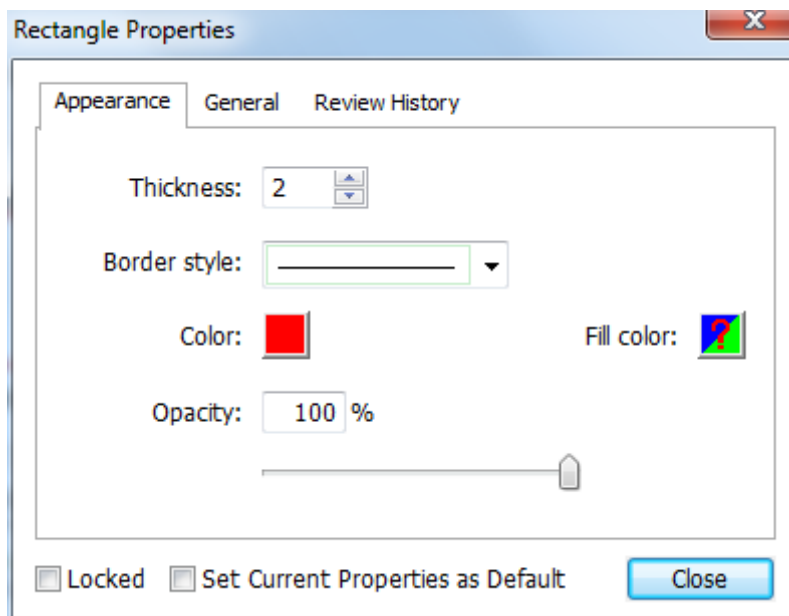 Rectangle Properties
Appearance General Review History
Thickness: 2
Border style:
Color: Fill color: ?
Opacity: 100 %
Locked Set Current Properties as Default Close